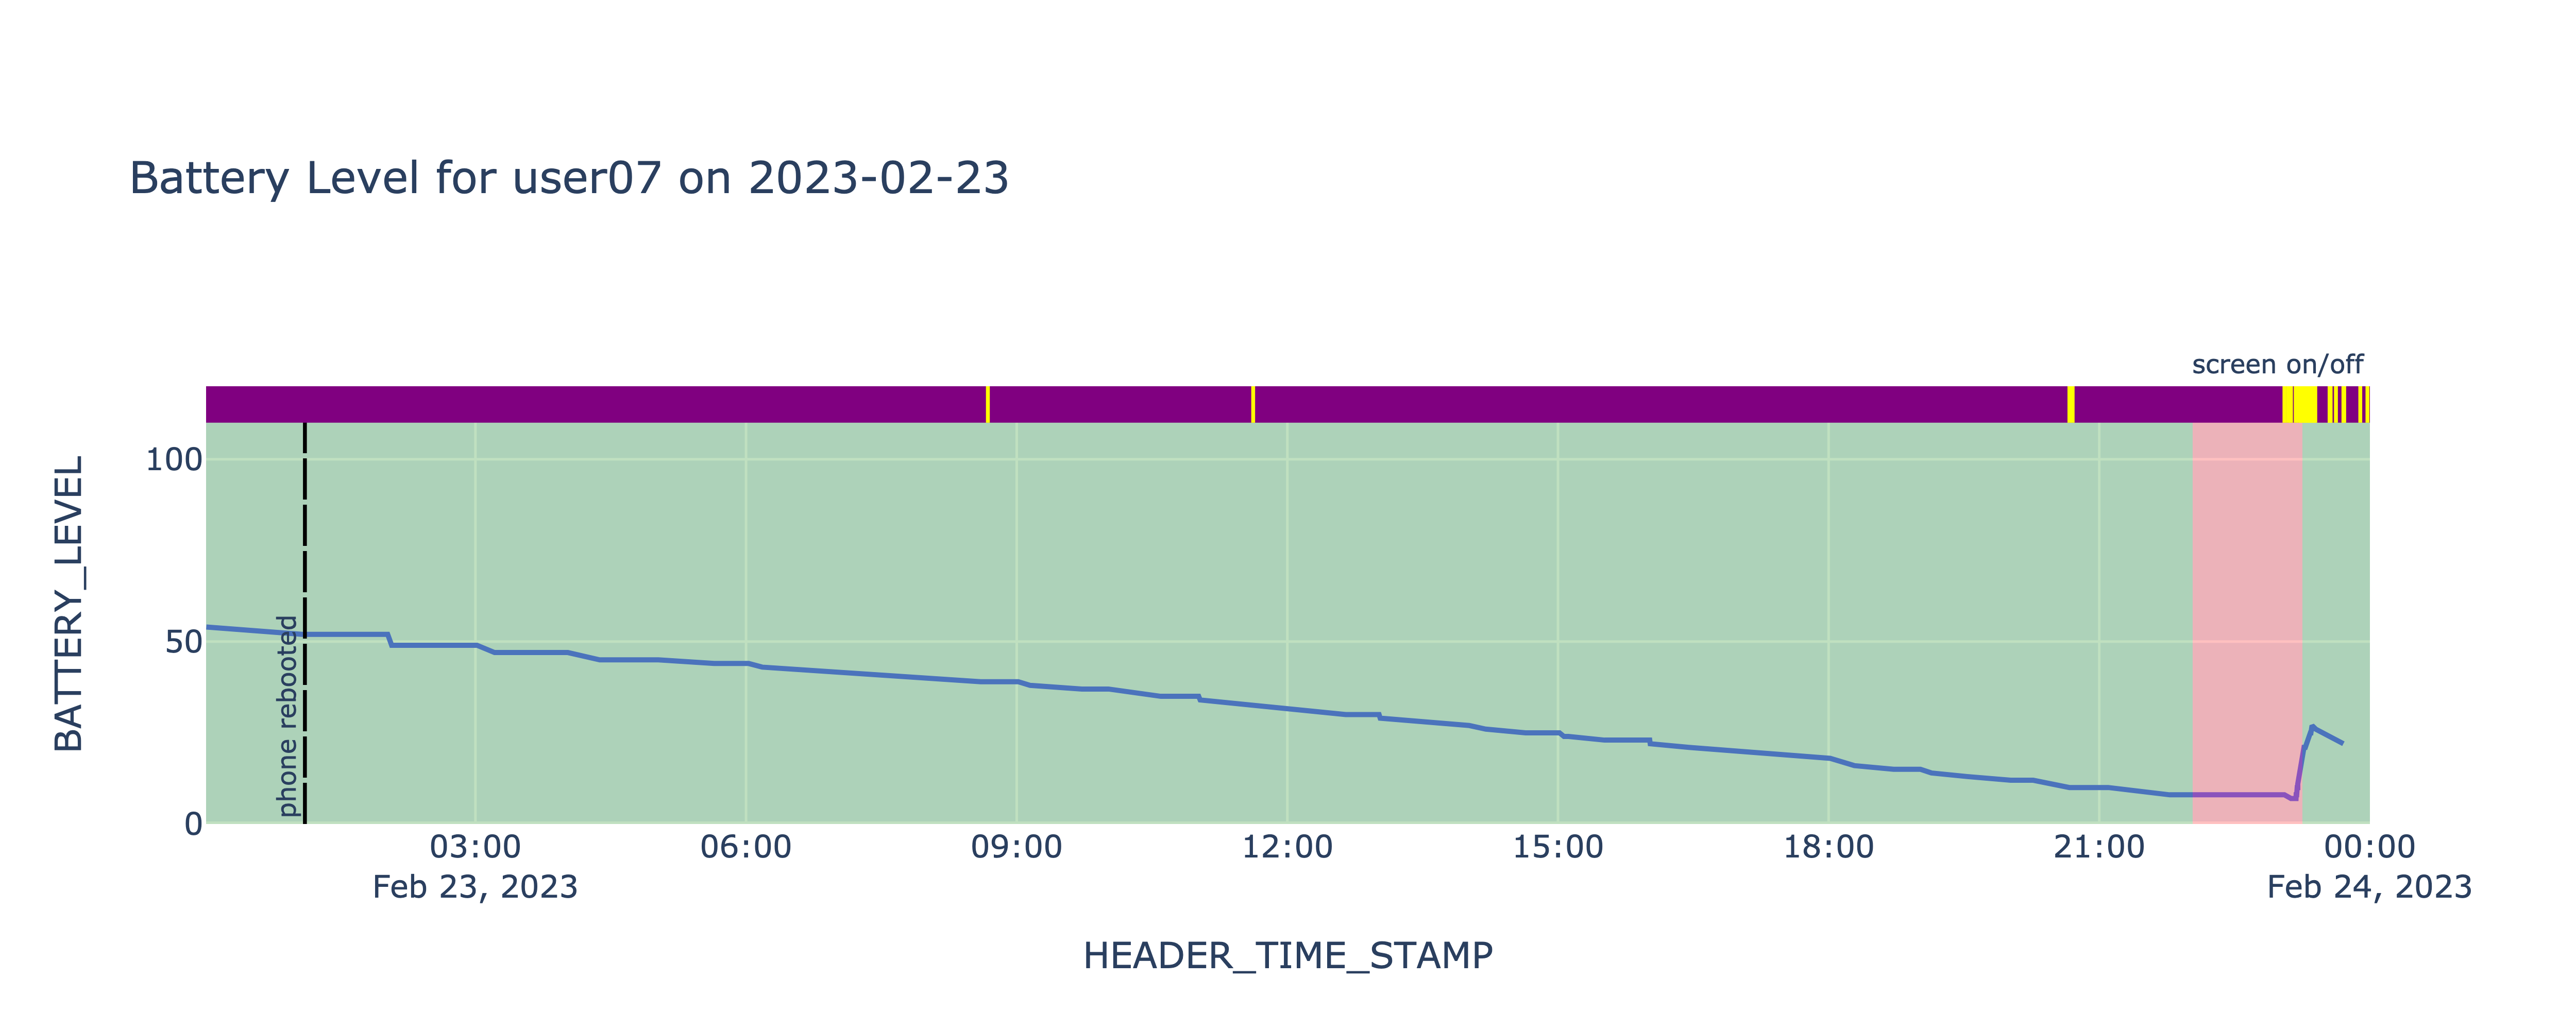 Battery Level for user07 on 2023-02-23
screen on/off
BATTERY_LEVEL
100
50
0
phone rebooted
03:00 06:00 09:00 12:00 15:00 18:00 21:00 00:00
Feb 23, 2023 Feb 24, 2023
HEADER_TIME_STAMP